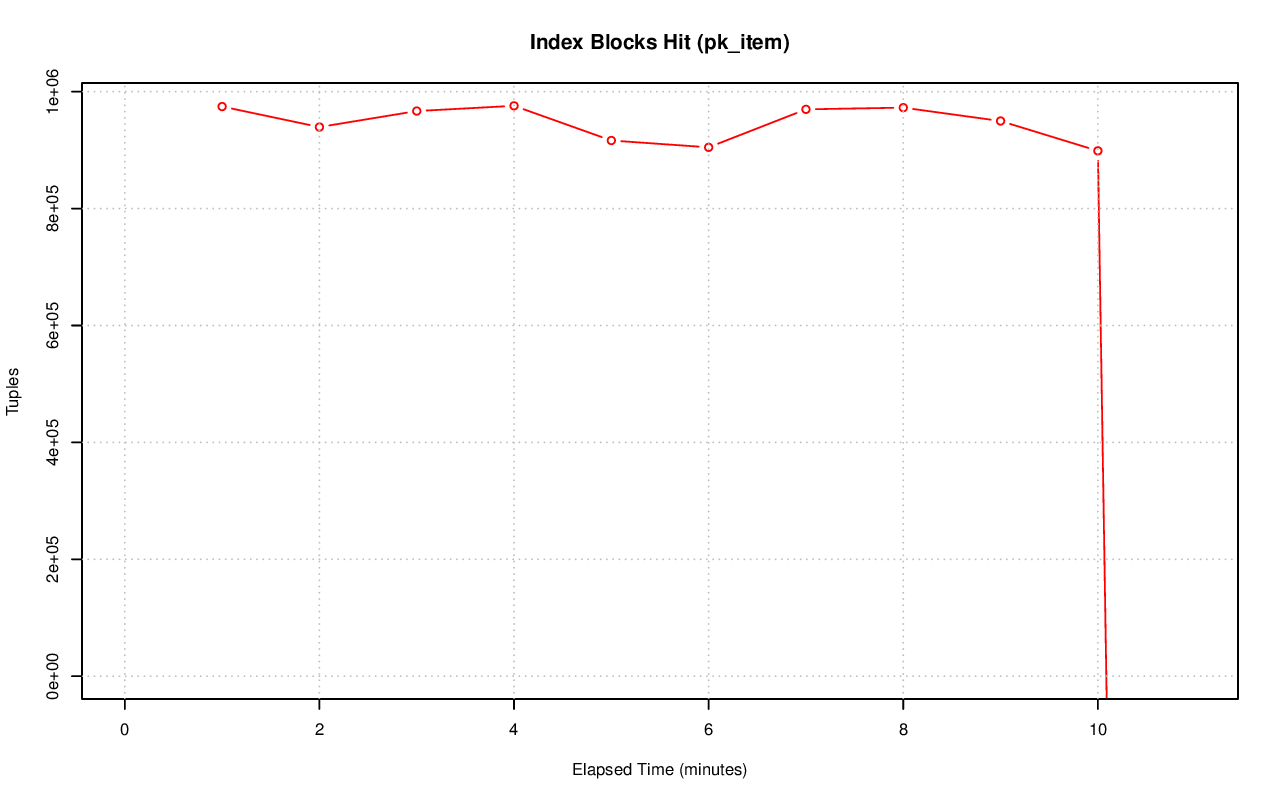 Index Blocks Hit (pk_item)
1e+06
8e+05
6e+05
4e+05
2e+05
0e+00
Tuples
0 2 4 6 8 10
Elapsed Time (minutes)